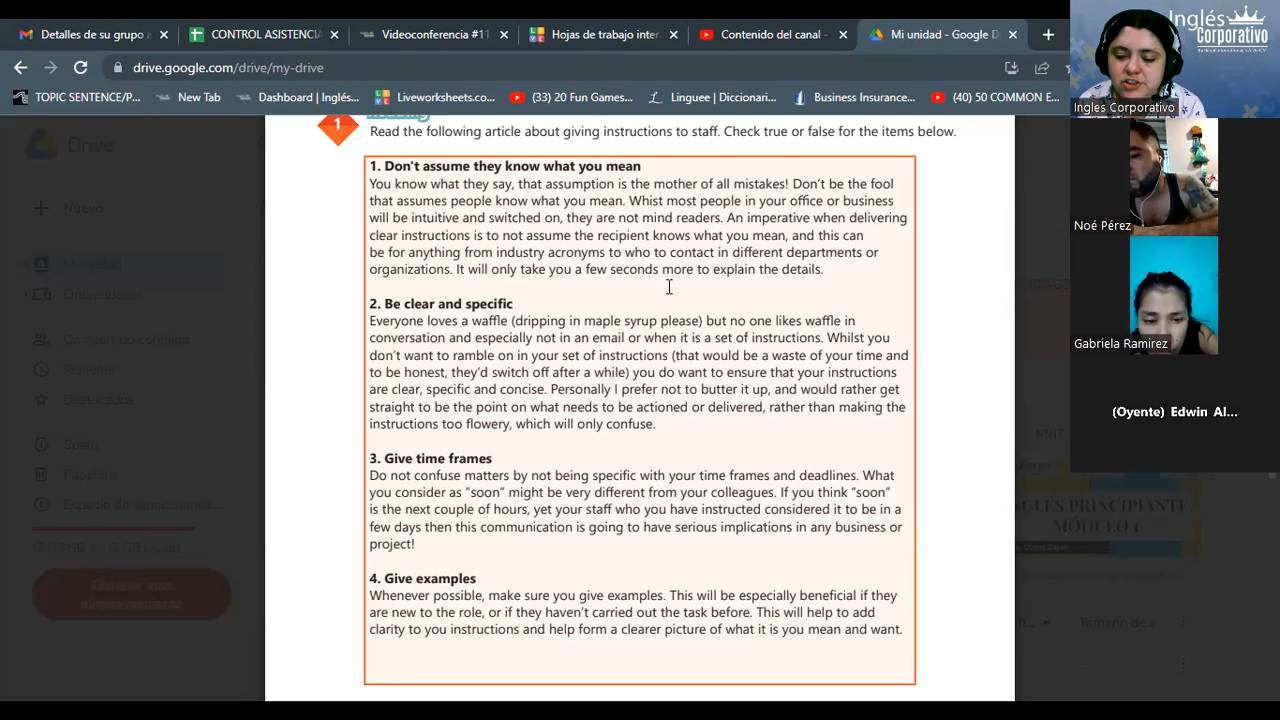 Detalles de su grupo
CONTROL ASISTENCIA
Videoconferencia #11
Hojas de trabajo inter
Contenido del canal -
Mi unidad - Google D
drive.google.com/drive/my-drive
TOPIC SENTENCE/P...
New Tab
Dashboard | Inglés...
Liveworksheets.co...
(33) 20 Fun Games...
Linguee | Diccionari...
Business Insurance...
(40) 50 COMMON E...
Drive
Nuevo
1
Read the following article about giving instructions to staff. Check true or false for the items below.
1. Don't assume they know what you mean
You know what they say, that assumption is the mother of all mistakes! Don't be the fool
that assumes people know what you mean. Whist most people in your office or business
will be intuitive and switched on, they are not mind readers. An imperative when delivering
clear instructions is to not assume the recipient knows what you mean, and this can
be for anything from industry acronyms to who to contact in different departments or
organizations. It will only take you a few seconds more to explain the details.
2. Be clear and specific
Everyone loves a waffle (dripping in maple syrup please) but no one likes waffle in
conversation and especially not in an email or when it is a set of instructions. Whilst you
don't want to ramble on in your set of instructions (that would be a waste of your time and
to be honest, they'd switch off after a while) you do want to ensure that your instructions
are clear, specific and concise. Personally I prefer not to butter it up, and would rather get
straight to be the point on what needs to be actioned or delivered, rather than making the
instructions too flowery, which will only confuse.
3. Give time frames
Do not confuse matters by not being specific with your time frames and deadlines. What
you consider as "soon" might be very different from your colleagues. If you think "soon"
is the next couple of hours, yet your staff who you have instructed considered it to be in a
few days then this communication is going to have serious implications in any business or
project!
4. Give examples
Whenever possible, make sure you give examples. This will be especially beneficial if they
are new to the role, or if they haven't carried out the task before. This will help to add
clarity to you instructions and help form a clearer picture of what it is you mean and want.
Inglés
Corporativo
Ingles Corporativo
Noé Pérez
Gabriela Ramirez
(Oyente) Edwin Al...
INGLÉS PRINCIPIANTE
MÓDULO 1